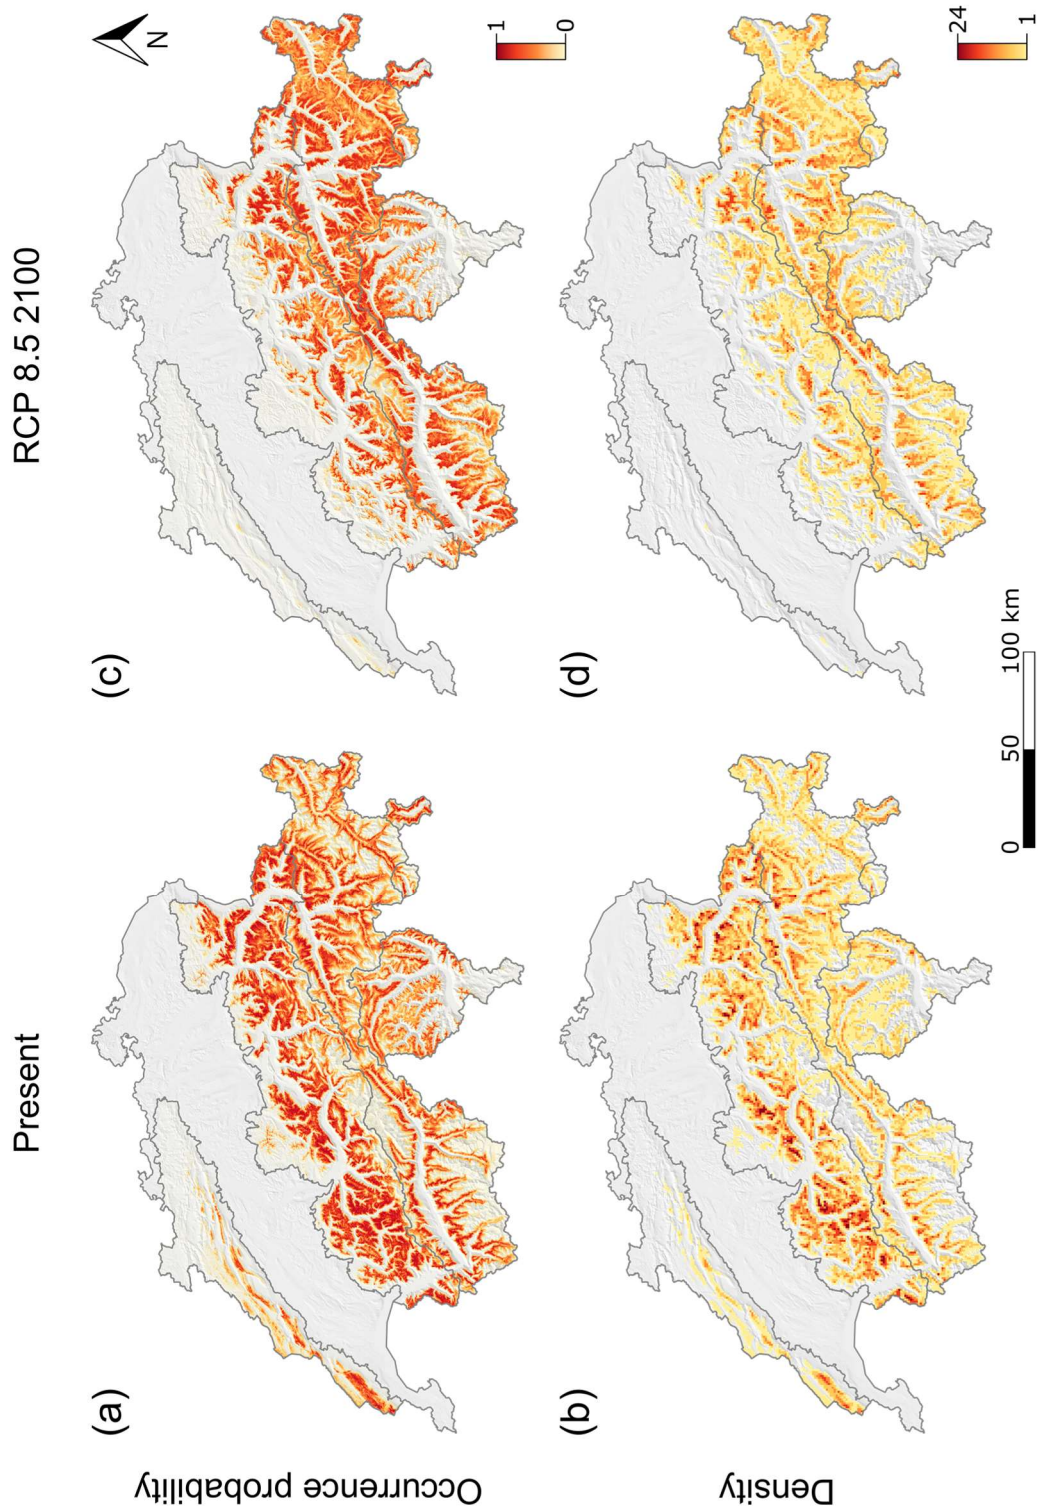 Present
RCP 8.5 2100
Occurrence probability
(a)
(c)
N
1
0
Density
(b)
(d)
24
1
0 50 100 km